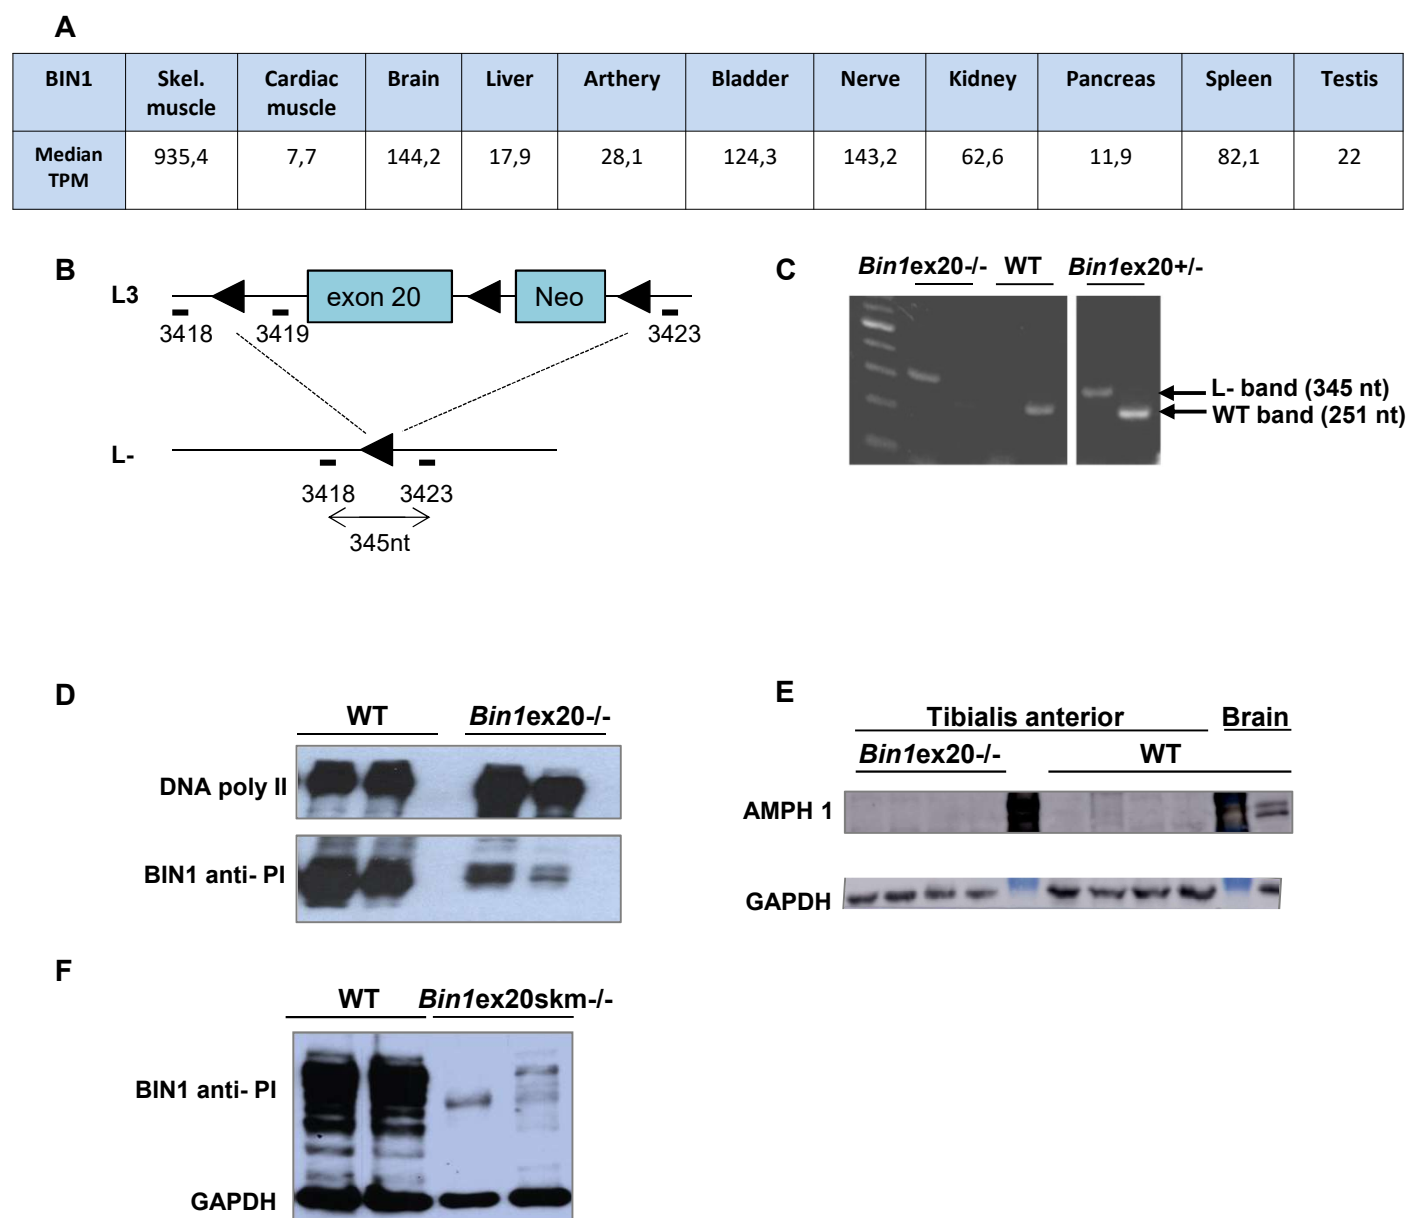 A
BIN1 Skel. muscle Cardiac muscle Brain Liver Arthery Bladder Nerve Kidney Pancreas Spleen Testis
Median TPM 935,4 7,7 144,2 17,9 28,1 124,3 143,2 62,6 11,9 82,1 22
B
L3 exon 20 Neo
3418 3419 3423
L-
3418 3423
345nt
C
Bin1ex20-/- WT Bin1ex20+/-
L- band (345 nt)
WT band (251 nt)
D
WT Bin1ex20-/-
DNA poly II
BIN1 anti- PI
E
Tibialis anterior Brain
Bin1ex20-/- WT
AMPH 1
GAPDH
F
WT Bin1ex20skm-/-
BIN1 anti- PI
GAPDH